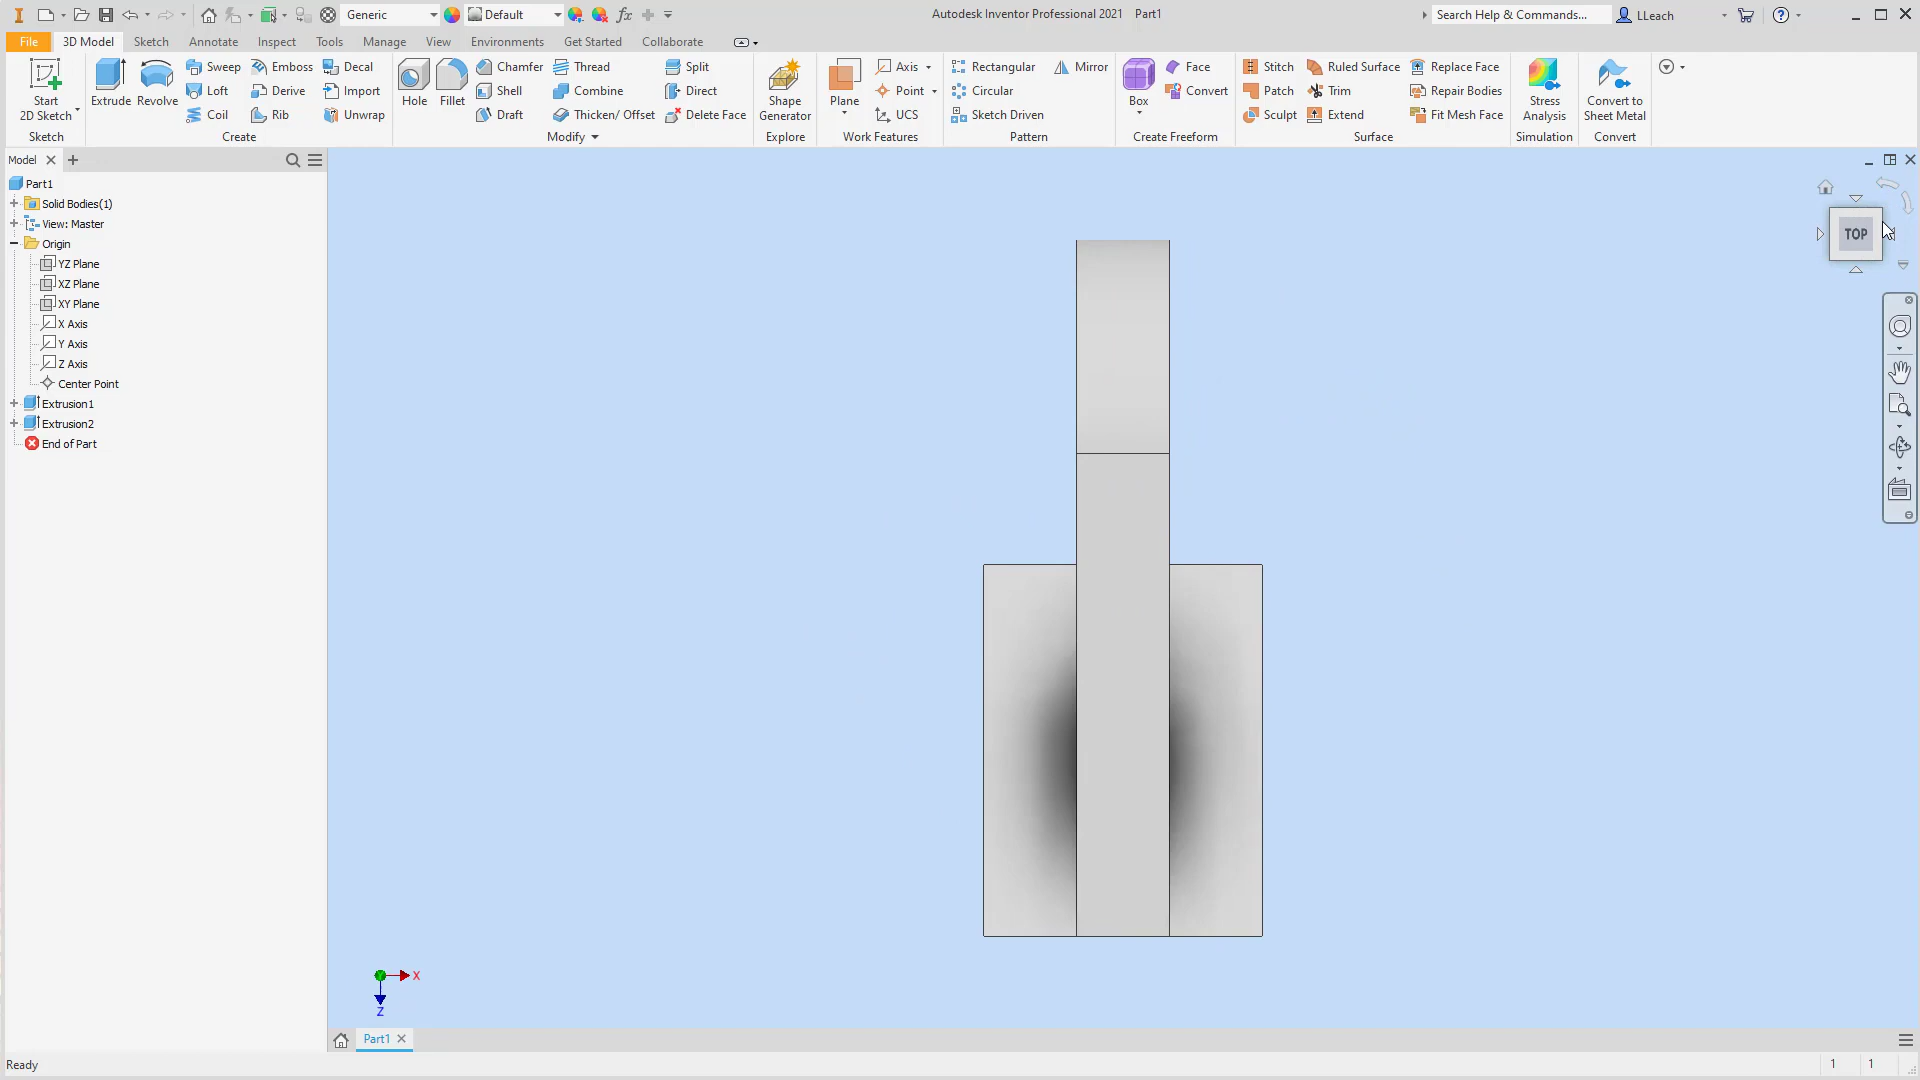 Generic
Default
fx
Autodesk Inventor Professional 2021 Part1
Search Help & Commands...
LLeach
File
3D Model
Sketch
Annotate
Inspect
Tools
Manage
View
Environments
Get Started
Collaborate
Start
2D Sketch
Sketch
Extrude
Revolve
Sweep
Loft
Coil
Emboss
Derive
Rib
Decal
Import
Unwrap
Create
Hole
Fillet
Chamfer
Shell
Draft
Thread
Combine
Thicken/ Offset
Split
Direct
Delete Face
Modify
Shape
Generator
Explore
Plane
Axis
Point
UCS
Work Features
Rectangular
Circular
Sketch Driven
Mirror
Pattern
Box
Face
Convert
Create Freeform
Stitch
Patch
Sculpt
Ruled Surface
Trim
Extend
Replace Face
Repair Bodies
Fit Mesh Face
Surface
Stress
Analysis
Simulation
Convert to
Sheet Metal
Convert
Model
Part1
Solid Bodies(1)
View: Master
Origin
YZ Plane
XZ Plane
XY Plane
X Axis
Y Axis
Z Axis
Center Point
Extrusion1
Extrusion2
End of Part
TOP
X
Z
Part1
Ready
1 1